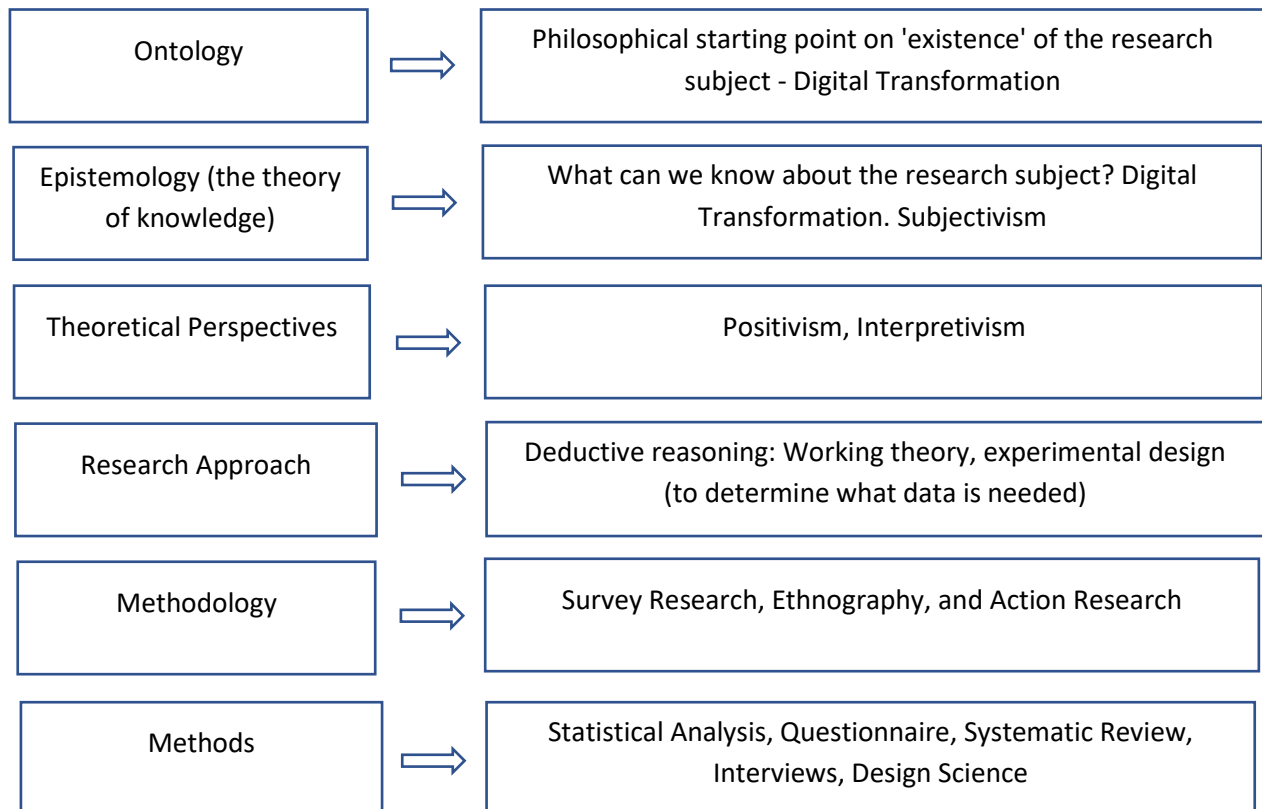 Ontology
Philosophical starting point on 'existence' of the research
subject - Digital Transformation
Epistemology (the theory
of knowledge)
What can we know about the research subject? Digital
Transformation. Subjectivism
Theoretical Perspectives
Positivism, Interpretivism
Research Approach
Deductive reasoning: Working theory, experimental design
(to determine what data is needed)
Methodology
Survey Research, Ethnography, and Action Research
Methods
Statistical Analysis, Questionnaire, Systematic Review,
Interviews, Design Science